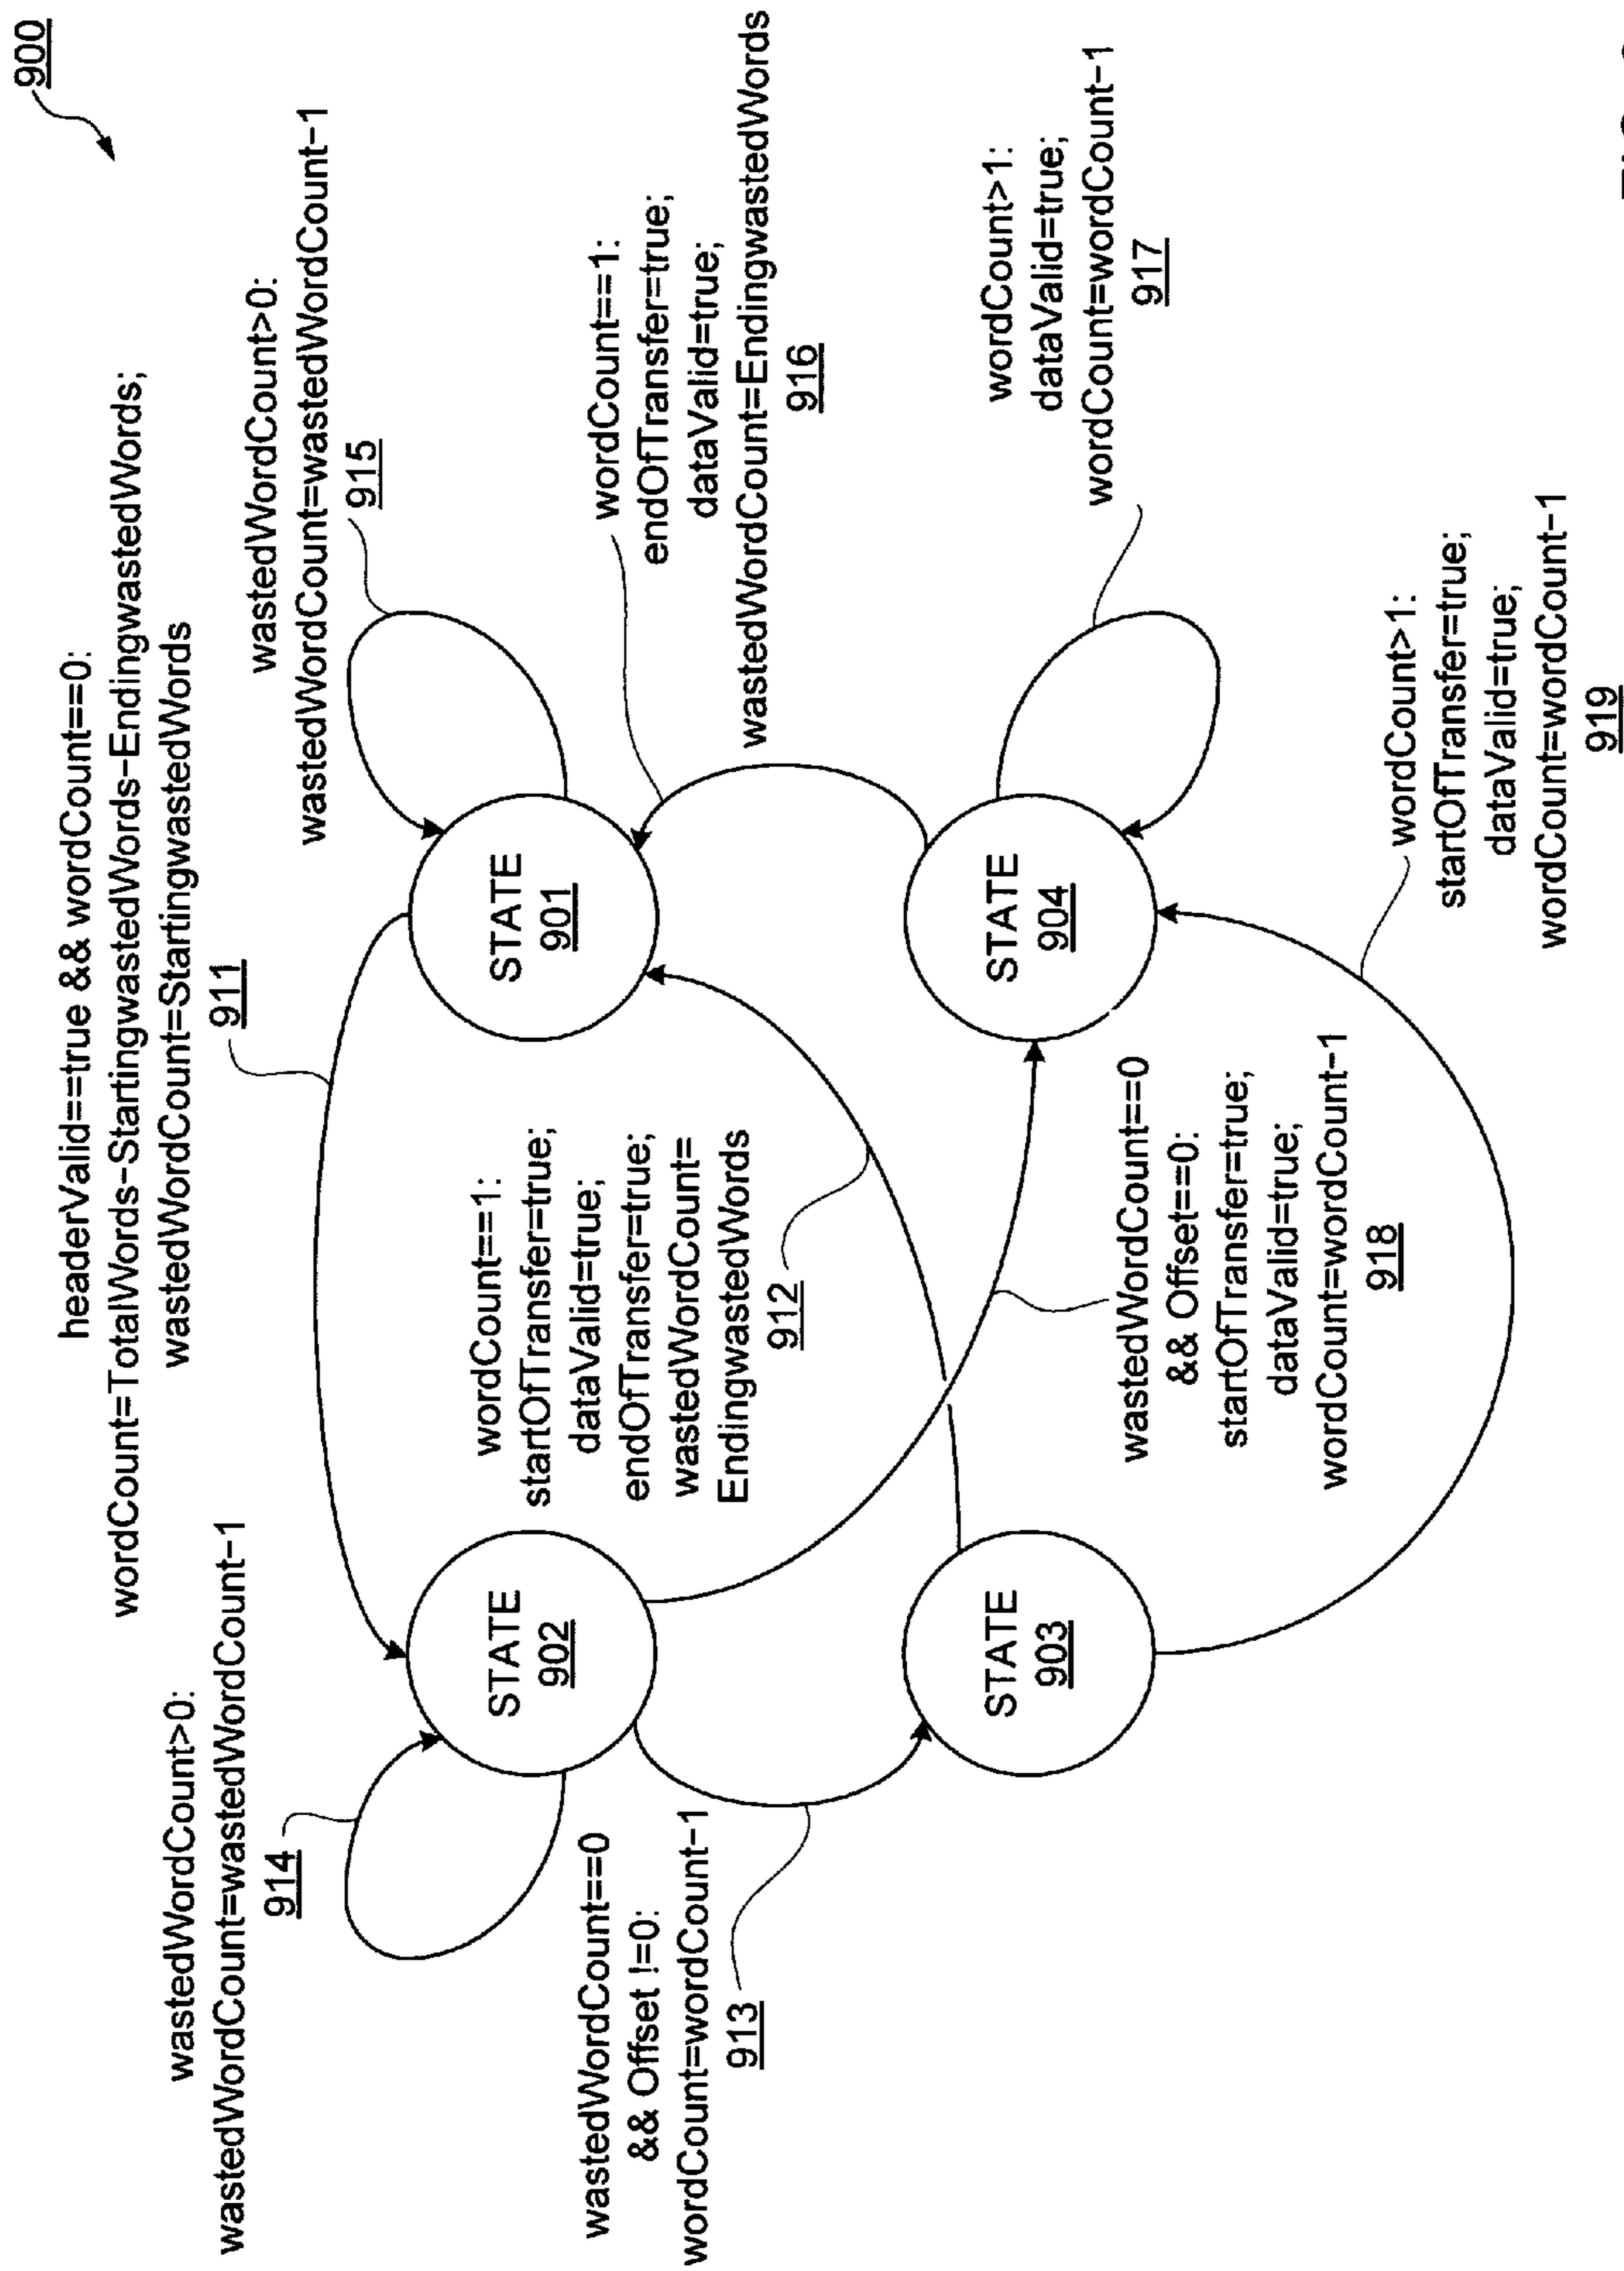 900
headerValid==true && wordCount==0:
wordCount=TotalWords-StartingwastedWords-EndingwastedWords;
wastedWordCount=StartingwastedWords
911
wastedWordCount>0:
wastedWordCount=wastedWordCount-1
914
wastedWordCount>0:
wastedWordCount=wastedWordCount-1
915
STATE
902
STATE
901
wordCount==1:
startOfTransfer=true;
dataValid=true;
endOfTransfer=true;
wastedWordCount=
EndingwastedWords
912
wordCount==1:
endOfTransfer=true;
dataValid=true;
wastedWordCount=EndingwastedWords
916
wastedWordCount==0
&& Offset !=0:
wordCount=wordCount-1
913
STATE
903
STATE
904
wordCount>1:
dataValid=true;
wordCount=wordCount-1
917
wastedWordCount==0
&& Offset==0:
startOfTransfer=true;
dataValid=true;
wordCount=wordCount-1
918
wordCount>1:
startOfTransfer=true;
dataValid=true;
wordCount=wordCount-1
919